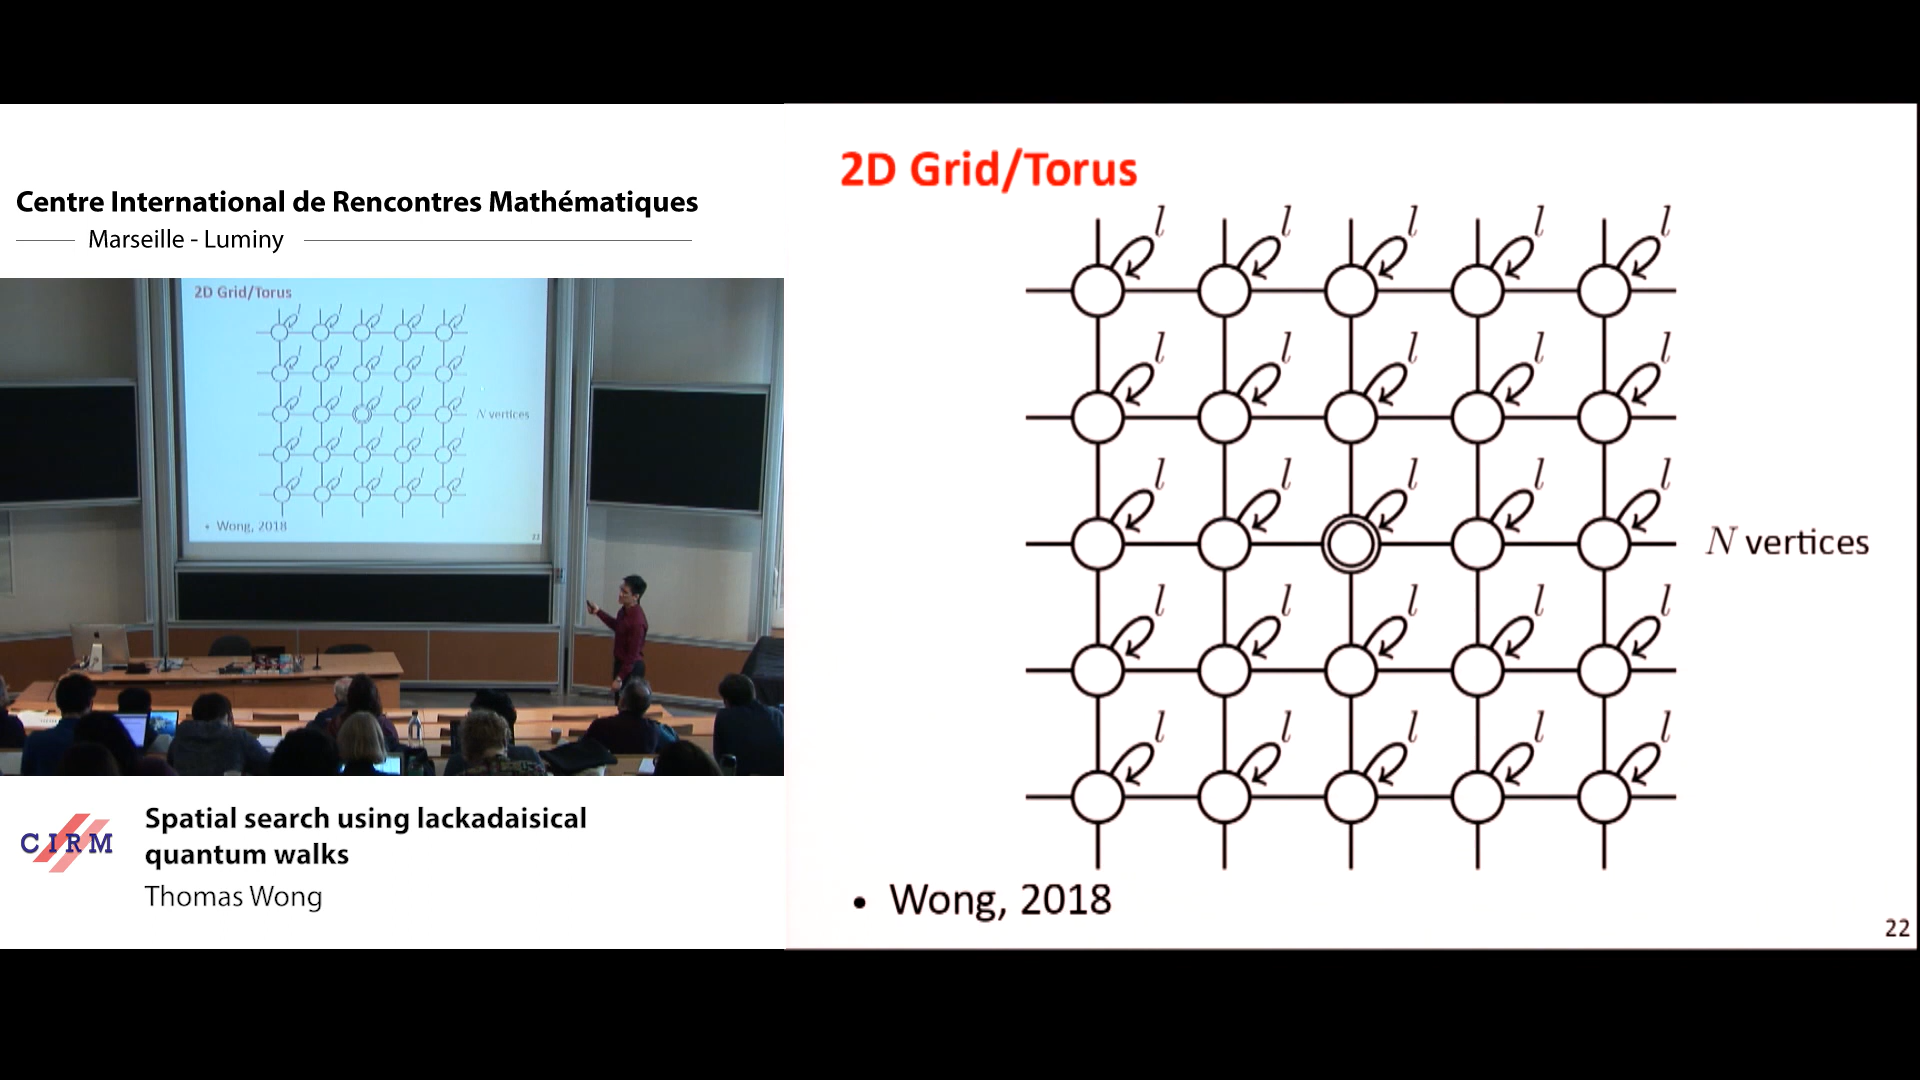 Centre International de Rencontres Mathématiques
Marseille - Luminy
2D Grid/Torus
l l l l l
l l l l l
l l l l l
N vertices
l l l l l
l l l l l
• Wong, 2018
22
2D Grid/Torus
l l l l l
l l l l l
l l l l l
N vertices
l l l l l
l l l l l
• Wong, 2018
22
CIRM
Spatial search using lackadaisical
quantum walks
Thomas Wong